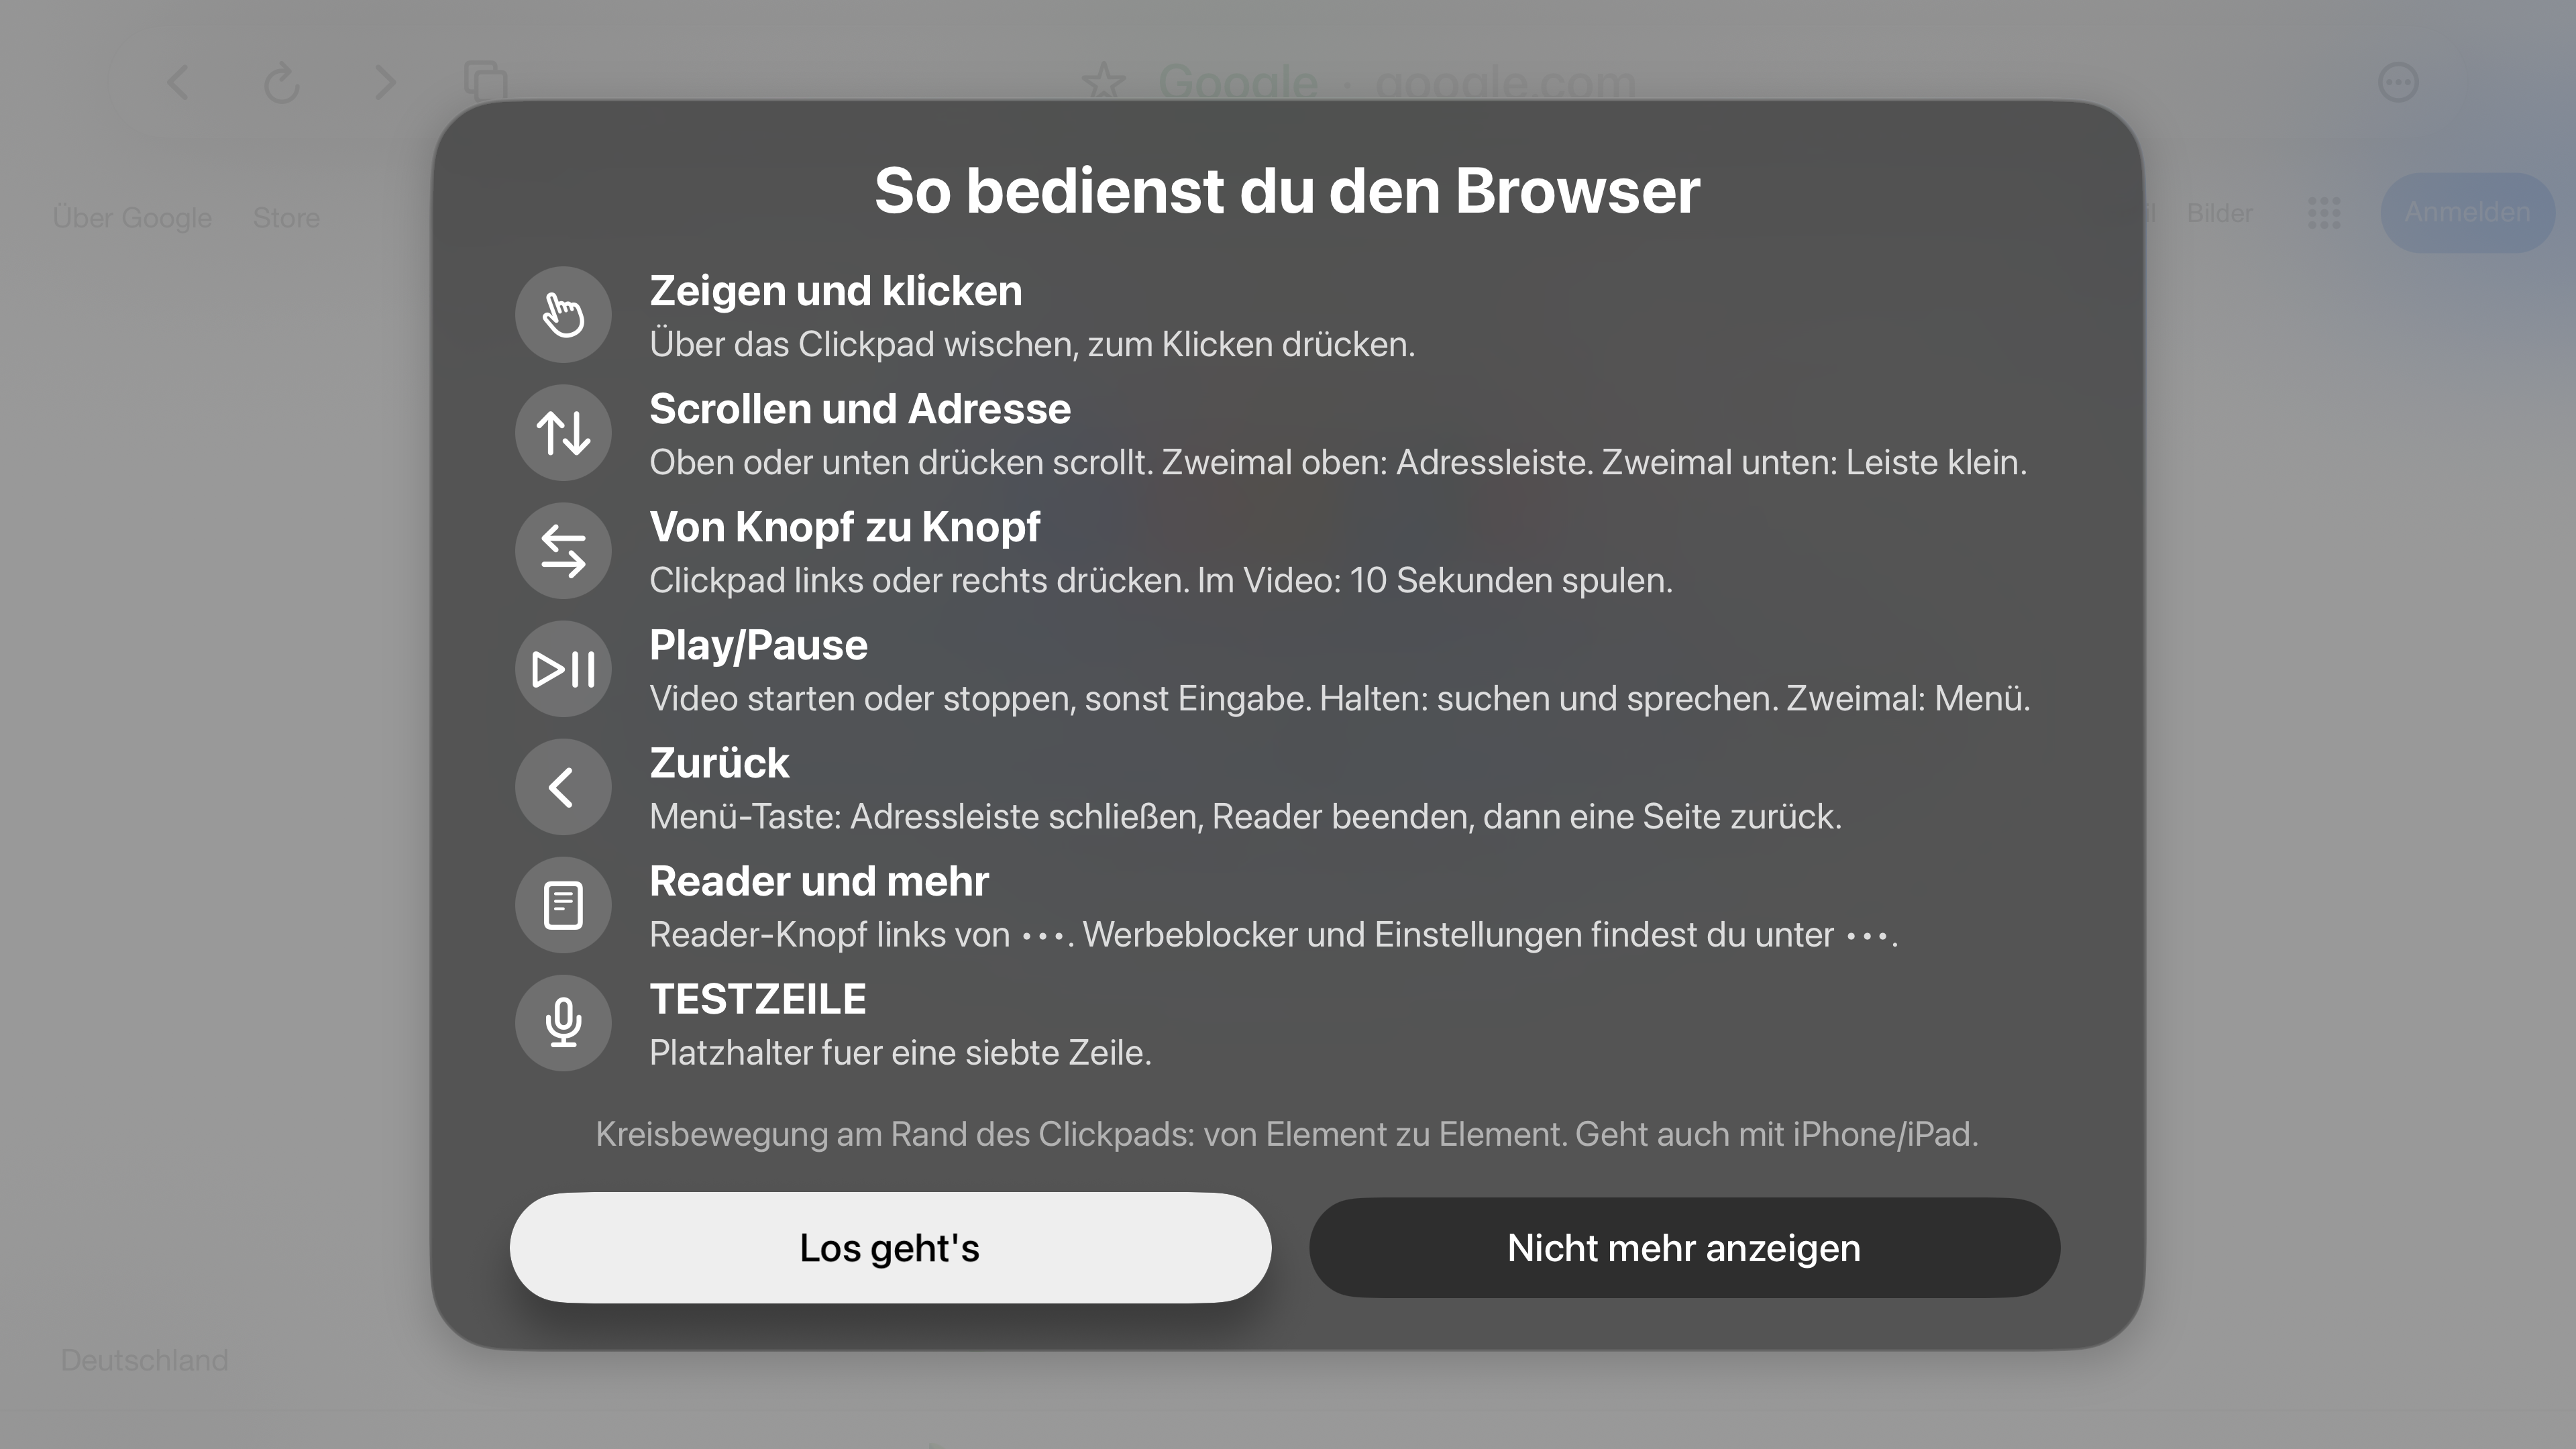 Google · google.com
Über Google Store
Bilder Anmelden
So bedienst du den Browser
Zeigen und klicken
Über das Clickpad wischen, zum Klicken drücken.
Scrollen und Adresse
Oben oder unten drücken scrollt. Zweimal oben: Adressleiste. Zweimal unten: Leiste klein.
Von Knopf zu Knopf
Clickpad links oder rechts drücken. Im Video: 10 Sekunden spulen.
Play/Pause
Video starten oder stoppen, sonst Eingabe. Halten: suchen und sprechen. Zweimal: Menü.
Zurück
Menü-Taste: Adressleiste schließen, Reader beenden, dann eine Seite zurück.
Reader und mehr
Reader-Knopf links von •••. Werbeblocker und Einstellungen findest du unter •••.
TESTZEILE
Platzhalter fuer eine siebte Zeile.
Kreisbewegung am Rand des Clickpads: von Element zu Element. Geht auch mit iPhone/iPad.
Los geht's
Nicht mehr anzeigen
Deutschland